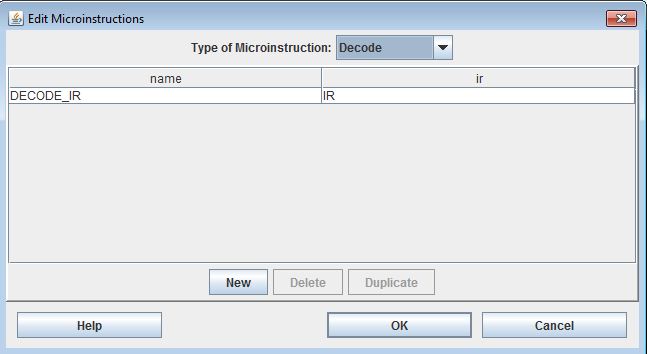 Edit Microinstructions
Type of Microinstruction: Decode
name ir
DECODE_IR IR
New Delete Duplicate
Help OK Cancel